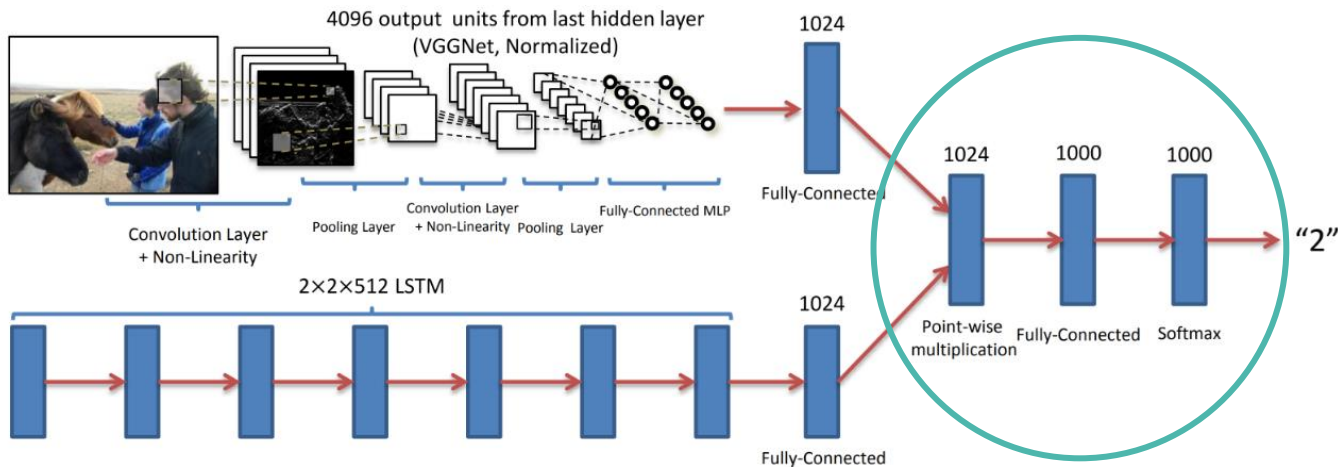 4096 output units from last hidden layer
(VGGNet, Normalized)
1024
Fully-Connected
Convolution Layer
+ Non-Linearity
Pooling Layer
Convolution Layer
+ Non-Linearity
Pooling Layer
Fully-Connected MLP
2×2×512 LSTM
1024
Fully-Connected
1024
Point-wise
multiplication
1000
Fully-Connected
1000
Softmax
“2”